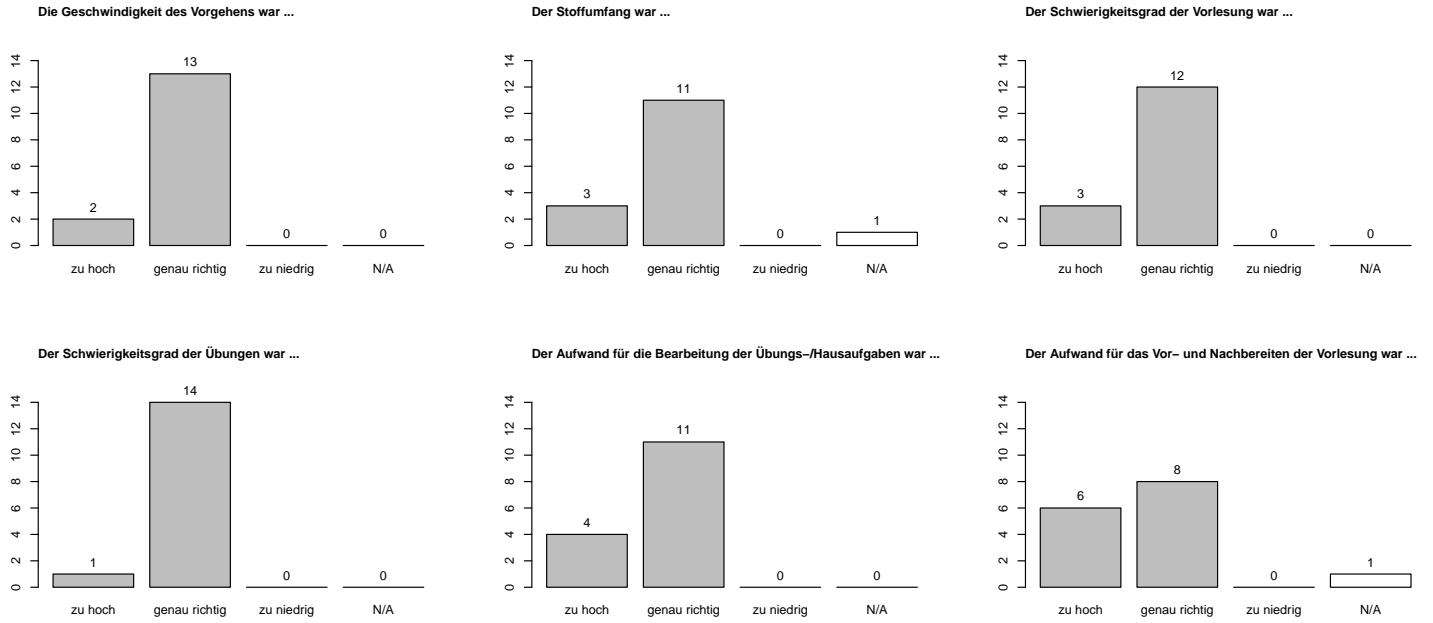 Die Geschwindigkeit des Vorgehens war ...
14
12
10
8
6
4
2
0
2
13
0
0
zu hoch
genau richtig
zu niedrig
N/A
Der Stoffumfang war ...
14
12
10
8
6
4
2
0
3
11
0
1
zu hoch
genau richtig
zu niedrig
N/A
Der Schwierigkeitsgrad der Vorlesung war ...
14
12
10
8
6
4
2
0
3
12
0
0
zu hoch
genau richtig
zu niedrig
N/A
Der Schwierigkeitsgrad der Übungen war ...
14
12
10
8
6
4
2
0
1
14
0
0
zu hoch
genau richtig
zu niedrig
N/A
Der Aufwand für die Bearbeitung der Übungs−/Hausaufgaben war ...
14
12
10
8
6
4
2
0
4
11
0
0
zu hoch
genau richtig
zu niedrig
N/A
Der Aufwand für das Vor− und Nachbereiten der Vorlesung war ...
14
12
10
8
6
4
2
0
6
8
0
1
zu hoch
genau richtig
zu niedrig
N/A